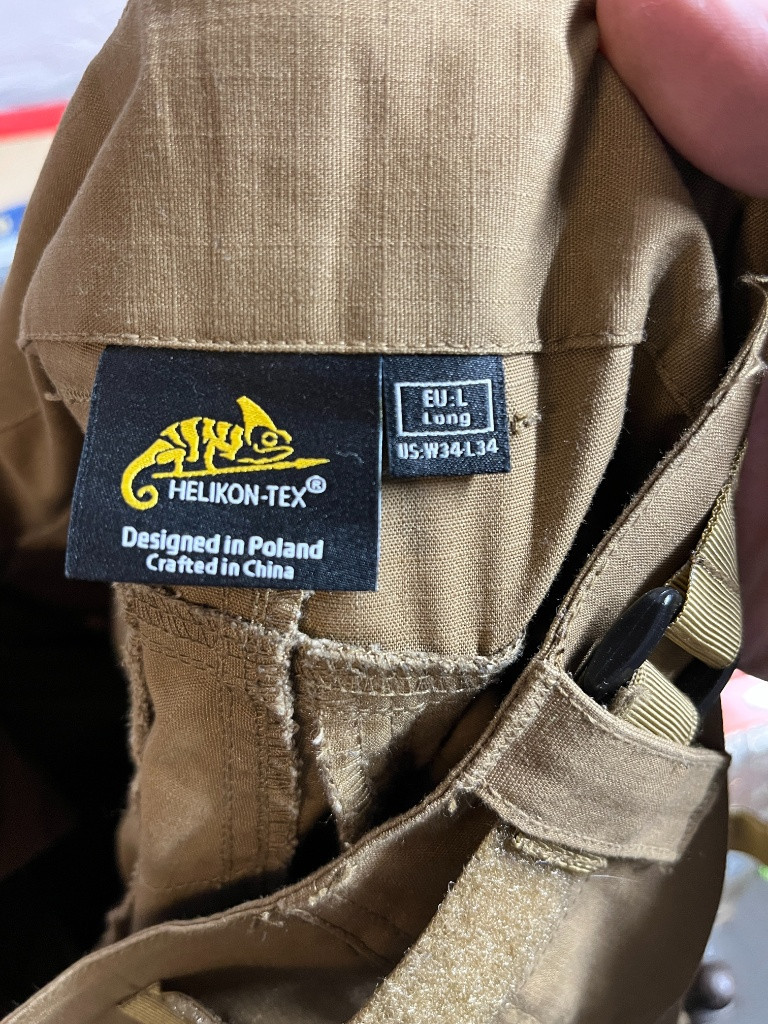 HELIKON-TEX®
Designed in Poland
Crafted in China
EU:L
Long
US:W34-L34